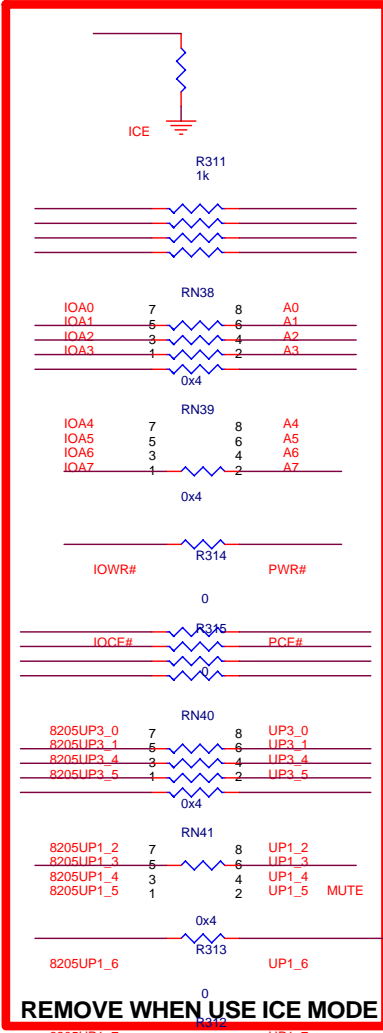 ICE
R311
1k
RN38
IOA0 7 8 A0
IOA1 5 6 A1
IOA2 3 4 A2
IOA3 1 2 A3
0x4
RN39
IOA4 7 8 A4
IOA5 5 6 A5
IOA6 3 4 A6
IOA7 1 2 A7
0x4
R314
IOWR# PWR#
0
R315
IOCE# PCE#
0
RN40
8205UP3_0 7 8 UP3_0
8205UP3_1 5 6 UP3_1
8205UP3_4 3 4 UP3_4
8205UP3_5 1 2 UP3_5
0x4
RN41
8205UP1_2 7 8 UP1_2
8205UP1_3 5 6 UP1_3
8205UP1_4 3 4 UP1_4
8205UP1_5 1 2 UP1_5 MUTE
0x4
R313
8205UP1_6 UP1_6
0
REMOVE WHEN USE ICE MODE
R312